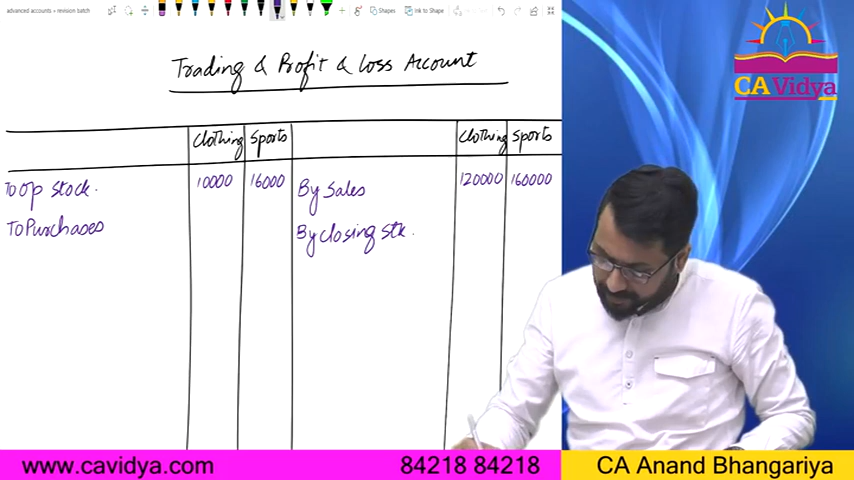 advanced accounts + revision batch
Shapes
Ink to Shape
CA Vidya
Trading & Profit & Loss Account
Clothing Sports Clothing Sports
To Op Stock. 10000 16000 By Sales 120000 160000
To Purchases By Closing Stk.
www.cavidya.com 84218 84218 CA Anand Bhangariya